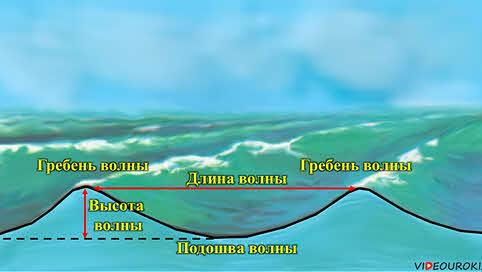 Гребень волны
Гребень волны
Длина волны
Высота
волны
Подошва волны
VIDEOUROKI